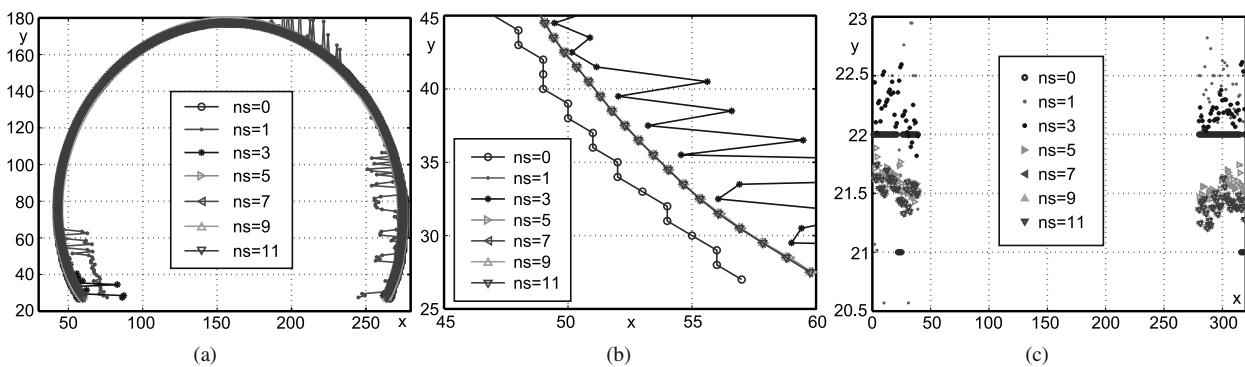 180
y
160
140
120
100
80
60
40
20
50
100
150
200
250
x
ns=0
ns=1
ns=3
ns=5
ns=7
ns=9
ns=11
(a)
45
y
40
35
30
25
45
50
x
55
60
ns=0
ns=1
ns=3
ns=5
ns=7
ns=9
ns=11
(b)
23
y
22.5
22
21.5
21
20.5
0
50
100
150
200
250
300
x
ns=0
ns=1
ns=3
ns=5
ns=7
ns=9
ns=11
(c)